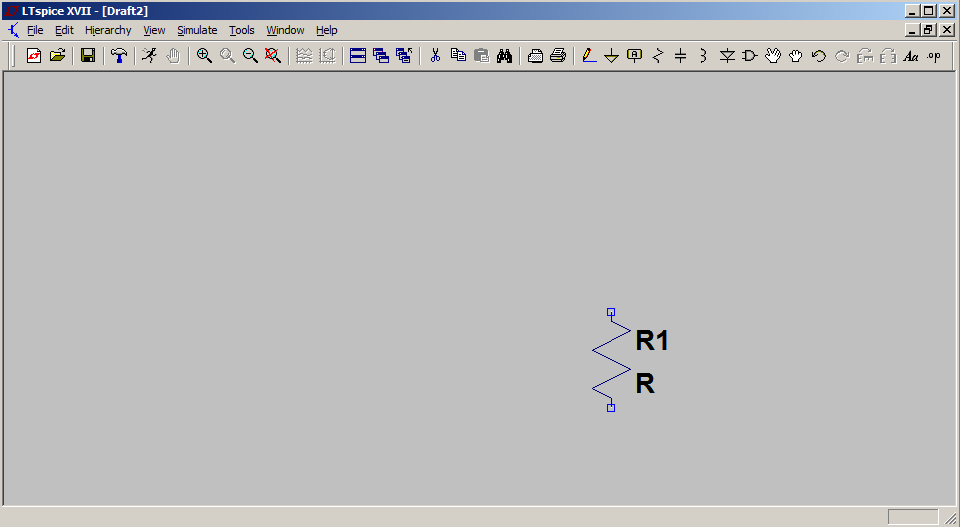 LTspice XVII - [Draft2]
File Edit Hierarchy View Simulate Tools Window Help
A Aa .op
R1
R